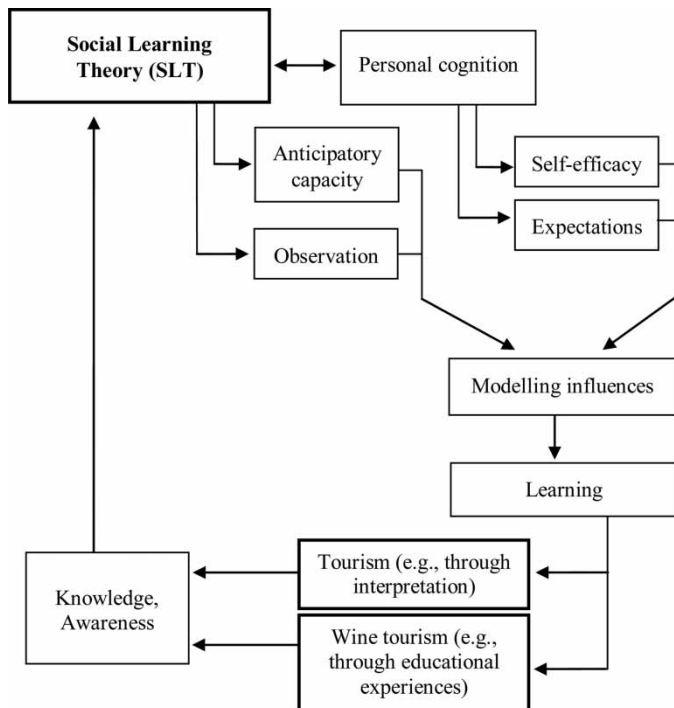 Social Learning
Theory (SLT)
Personal cognition
Anticipatory
capacity
Self-efficacy
Observation
Expectations
Modelling influences
Learning
Tourism (e.g., through
interpretation)
Knowledge,
Awareness
Wine tourism (e.g.,
through educational
experiences)